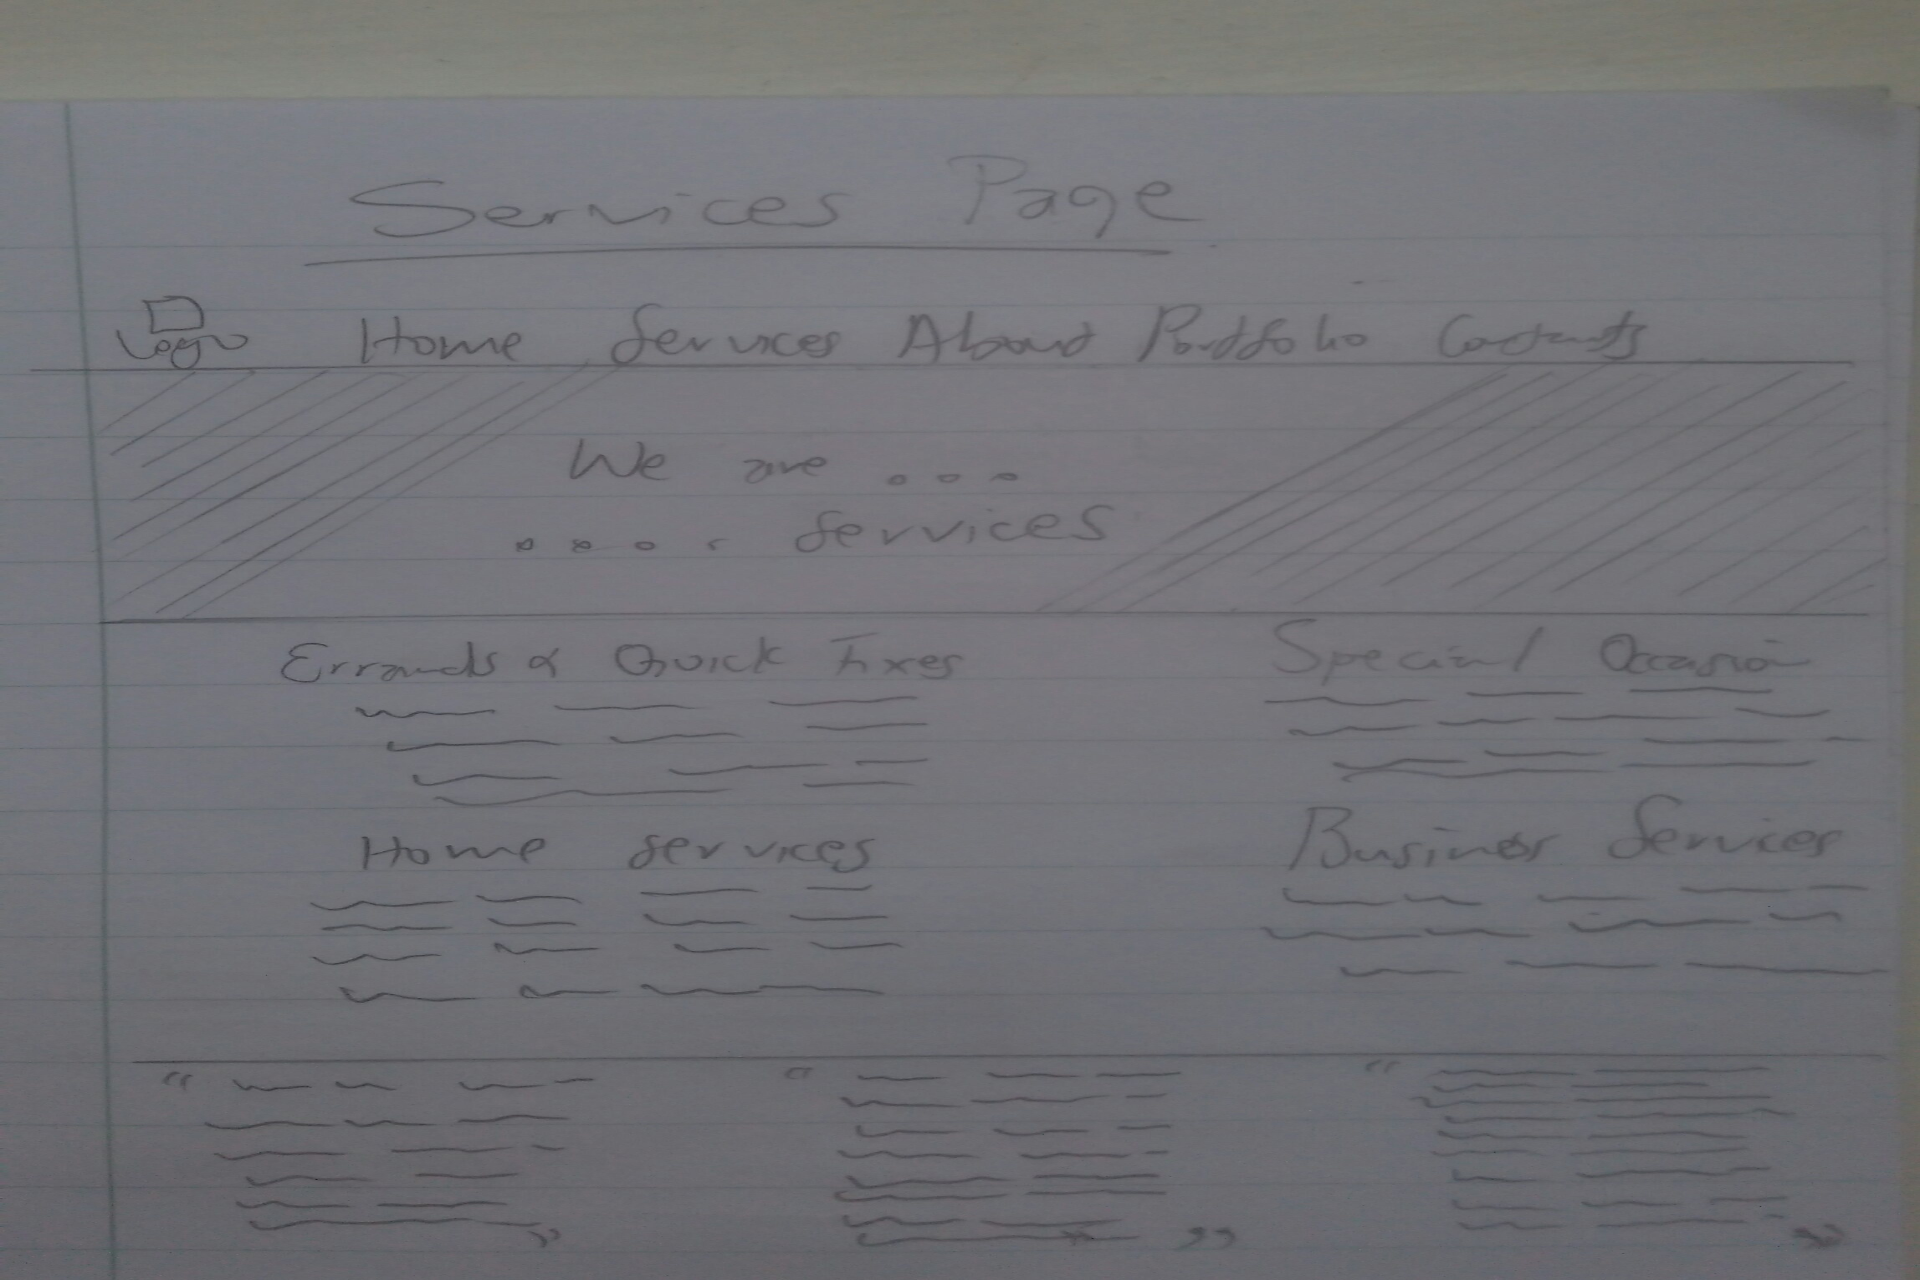 Services Page
Logo Home Services About Portfolio Contacts
We are ...
.... services
Errands & Quick Fixes
Special Occasion
Home services
Business Services